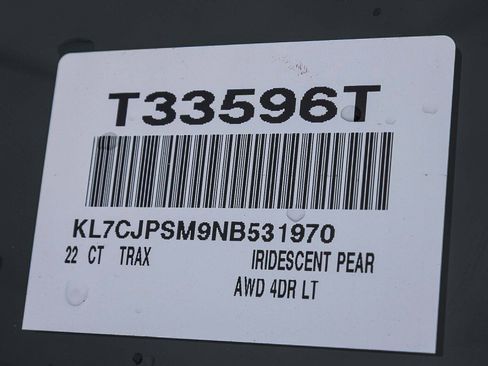 T33596T
KL7CJPSM9NB531970
22 CT TRAX IRIDESCENT PEAR
AWD 4DR LT